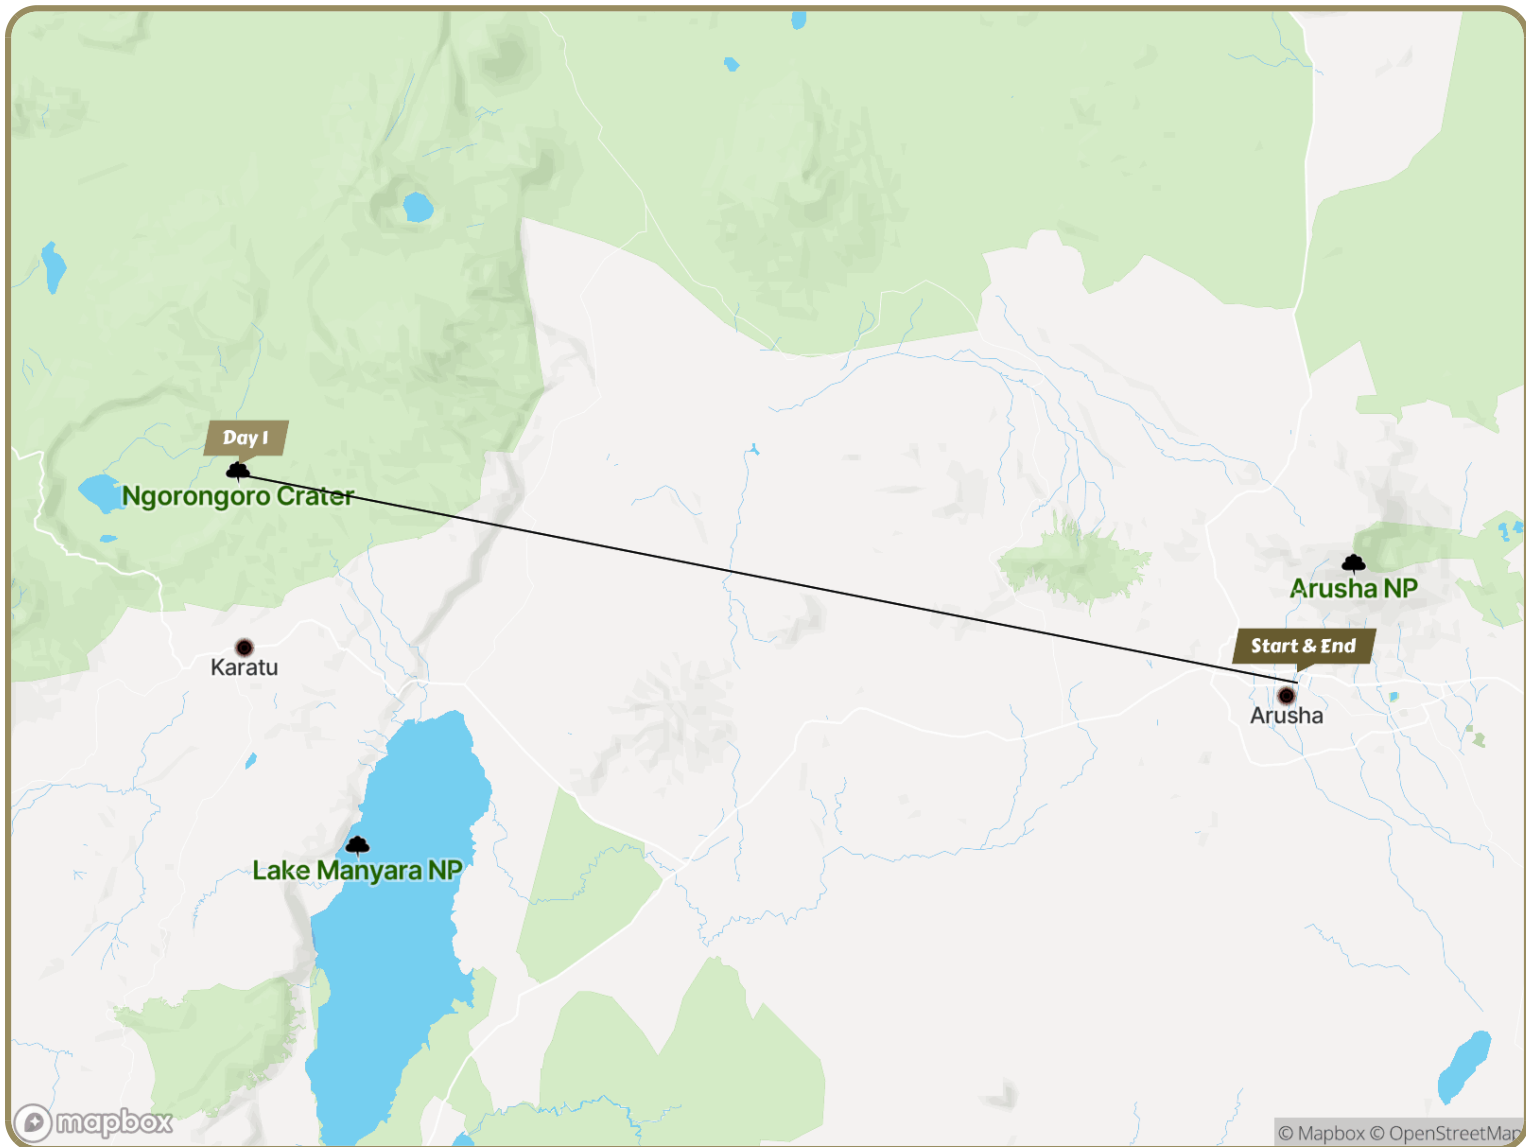 Day 1
Ngorongoro Crater
Arusha NP
Start & End
Karatu
Arusha
Lake Manyara NP
mapbox
© Mapbox © OpenStreetMap